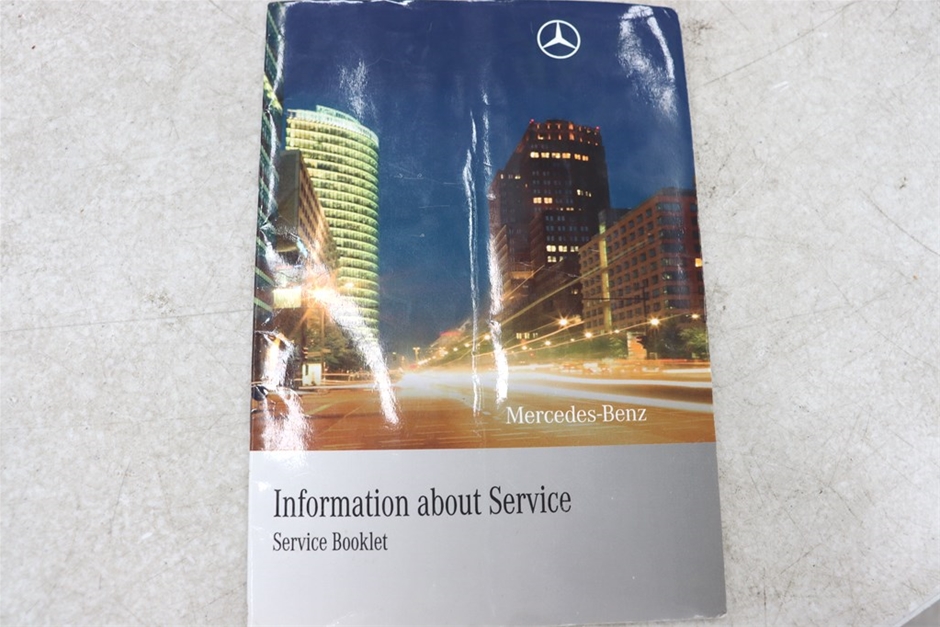 Mercedes-Benz
Information about Service
Service Booklet